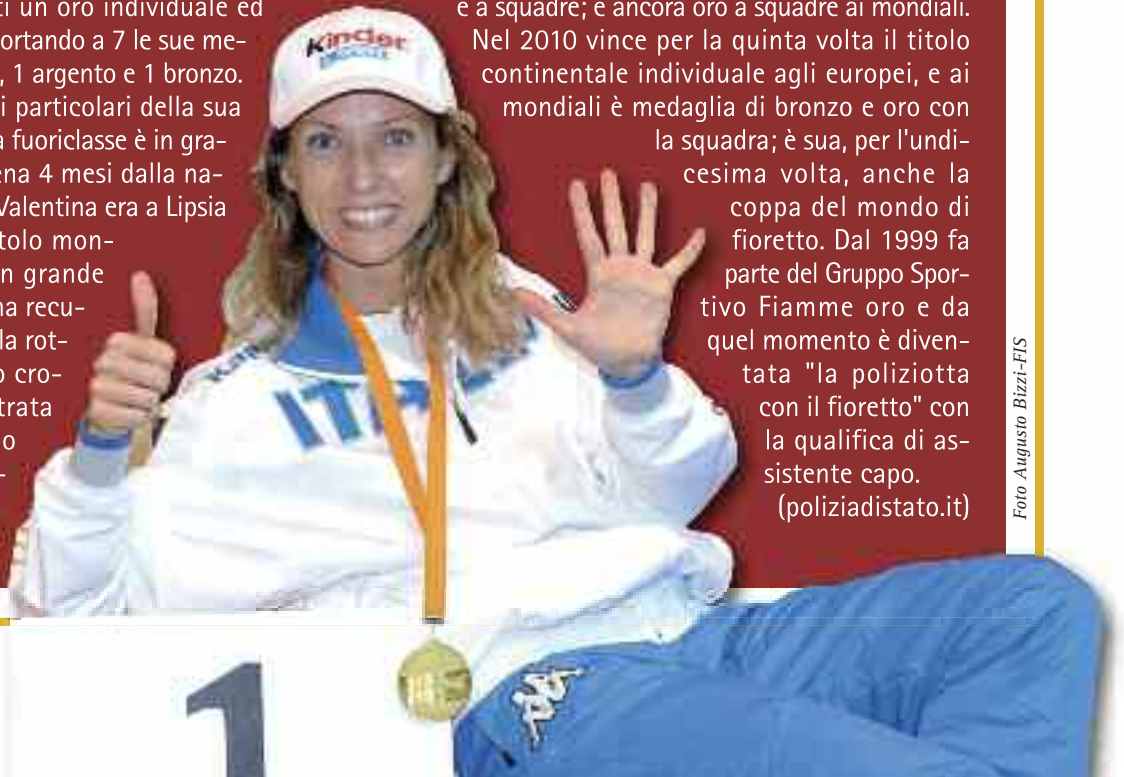 ti un oro individuale ed
ortando a 7 le sue me-
, 1 argento e 1 bronzo.
i particolari della sua
a fuoriclasse è in gra-
ena 4 mesi dalla na-
Valentina era a Lipsia
tolo mon-
n grande
na recu-
la rot-
o cro-
trata
o
-
e a squadre; e ancora oro a squadre ai mondiali.
Nel 2010 vince per la quinta volta il titolo
continentale individuale agli europei, e ai
mondiali è medaglia di bronzo e oro con
la squadra; è sua, per l'undi-
cesima volta, anche la
coppa del mondo di
fioretto. Dal 1999 fa
parte del Gruppo Spor-
tivo Fiamme oro e da
quel momento è diven-
tata "la poliziotta
con il fioretto" con
la qualifica di as-
sistente capo.
(poliziadistato.it)
Foto Augusto Bizzi-FIS
kinder
1